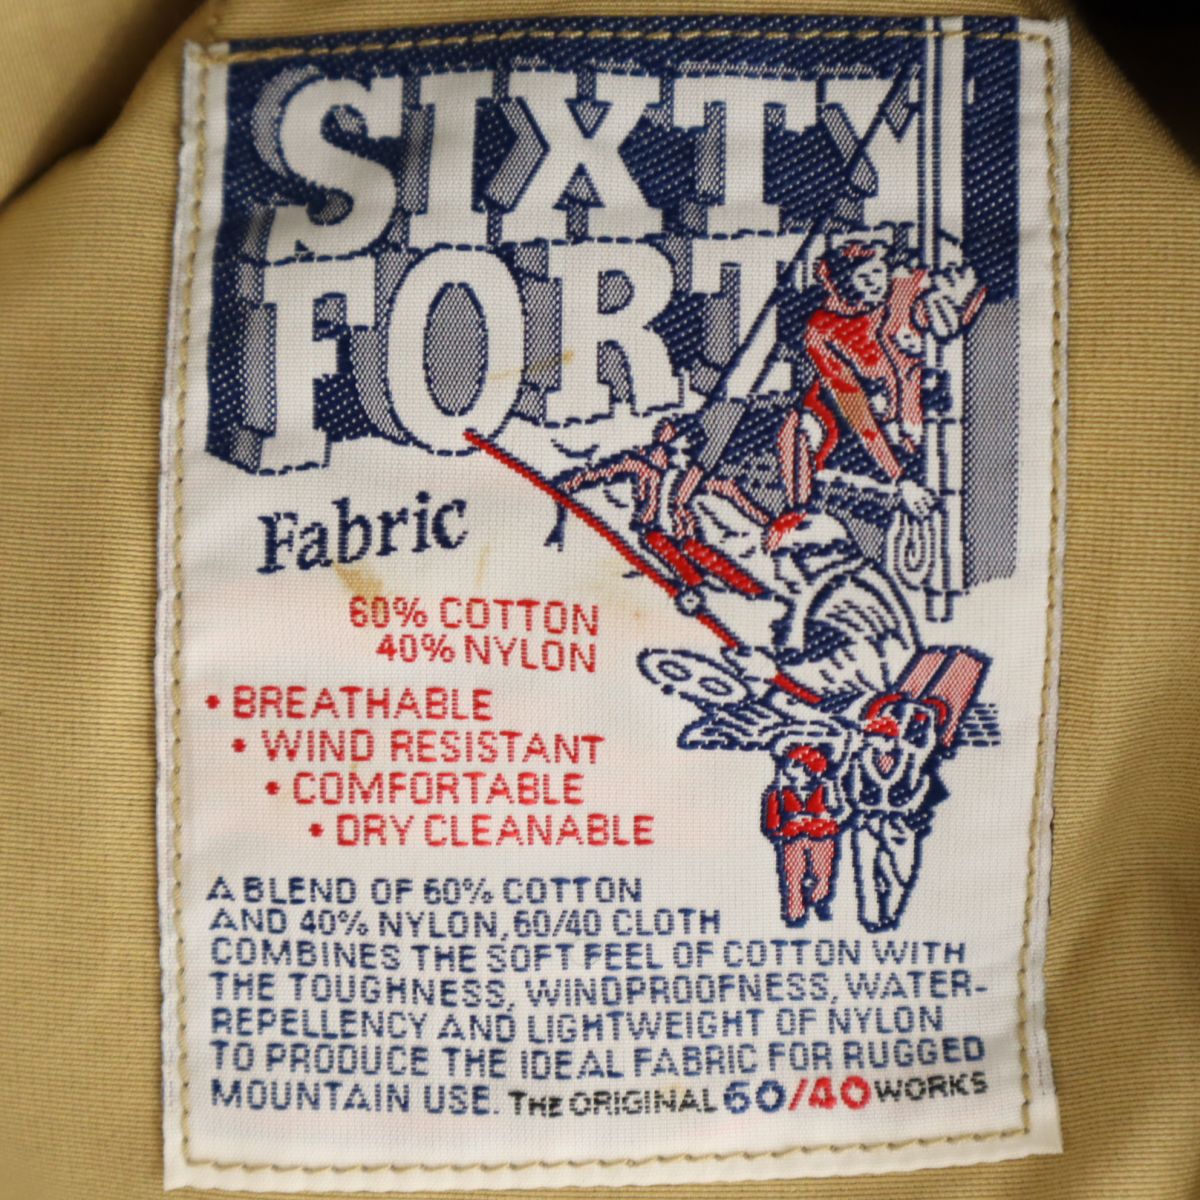 SIXTY
FORTY
Fabric
60% COTTON
40% NYLON
• BREATHABLE
• WIND RESISTANT
• COMFORTABLE
• DRY CLEANABLE
A BLEND OF 60% COTTON
AND 40% NYLON, 60/40 CLOTH
COMBINES THE SOFT FEEL OF COTTON WITH
THE TOUGHNESS, WINDPROOFNESS, WATER-
REPELLENCY AND LIGHTWEIGHT OF NYLON
TO PRODUCE THE IDEAL FABRIC FOR RUGGED
MOUNTAIN USE. THE ORIGINAL 60/40 WORKS